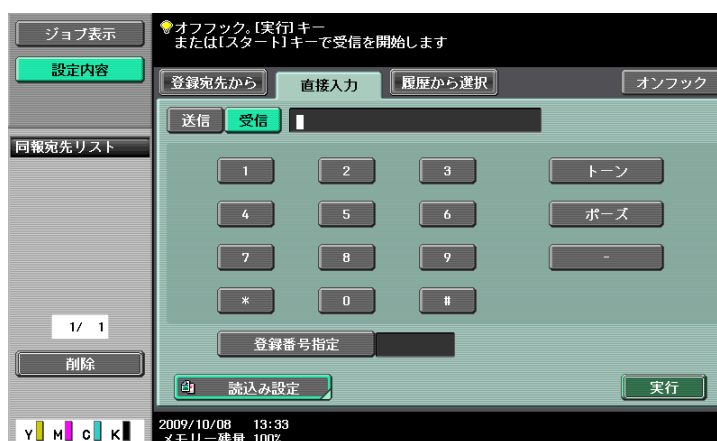 ジョブ表示
設定内容
オフフック。[実行]キー
または[スタート]キーで受信を開始します
登録宛先から
直接入力
履歴から選択
オンフック
送信
受信
同報宛先リスト
1
2
3
トーン
4
5
6
ポーズ
7
8
9
-
*
0
#
1/ 1
登録番号指定
削除
読込み設定
実行
Y M C K
2009/10/08 13:33
メモリー残量 100%